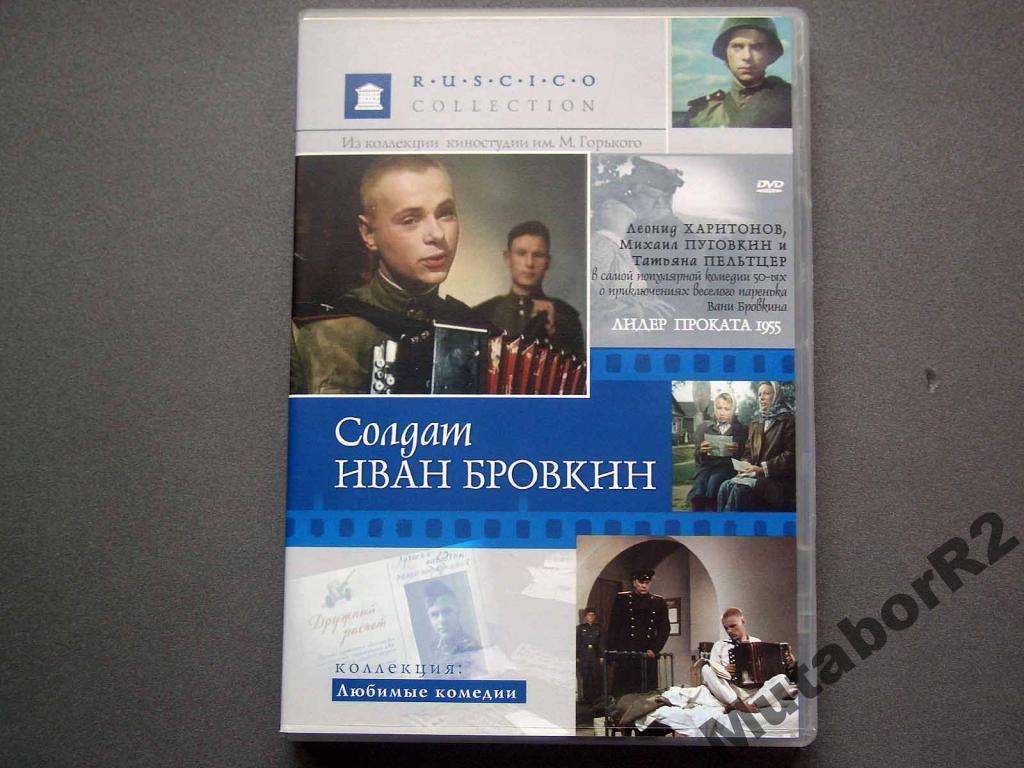 R·U·S·C·I·C·O
COLLECTION
Из коллекции киностудии им. М. Горького
DVD
Леонид ХАРИТОНОВ,
Михаил ПУГОВКИН и
Татьяна ПЕЛЬТЦЕР
в самой популярной комедии 50-ых
о приключениях веселого паренька
Вани Бровкина
ЛИДЕР ПРОКАТА 1955
Солдат
ИВАН БРОВКИН
Дружный
расчет
коллекция:
Любимые комедии
MutaborR2